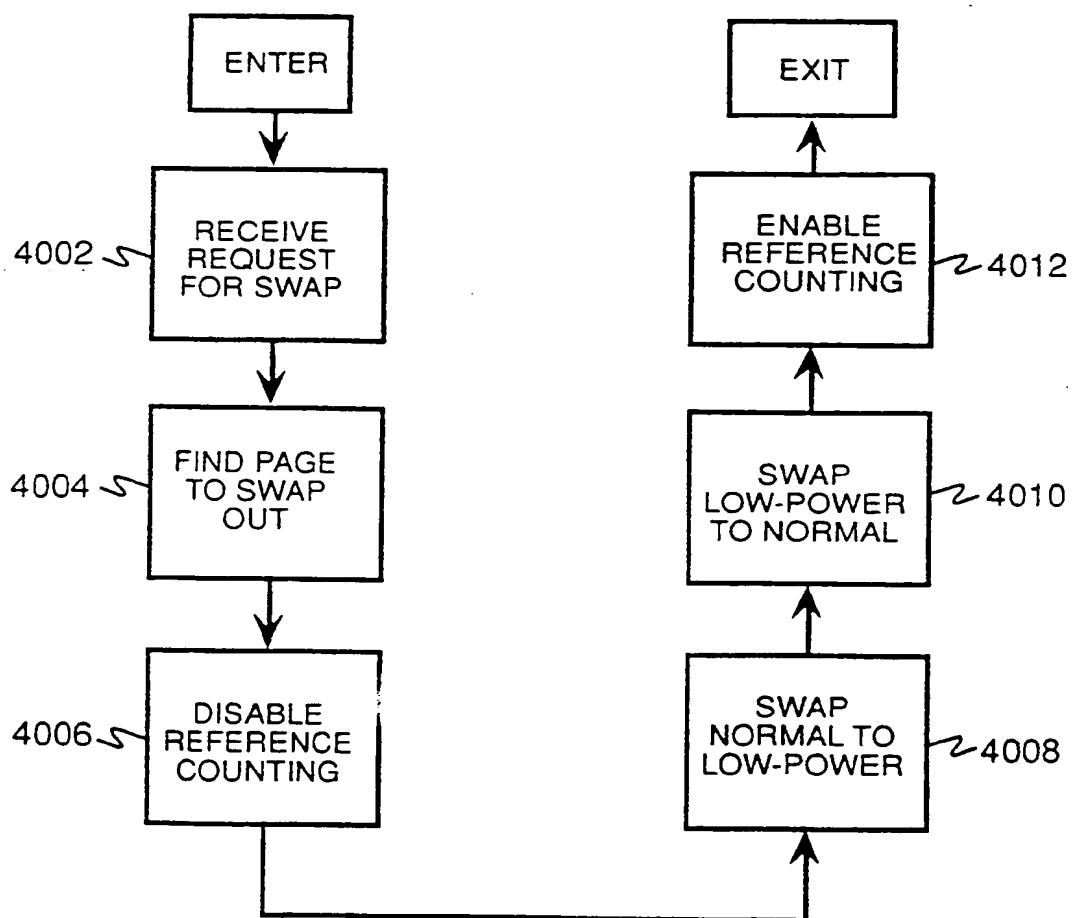 ENTER
4002
RECEIVE
REQUEST
FOR SWAP
4004
FIND PAGE
TO SWAP
OUT
4006
DISABLE
REFERENCE
COUNTING
SWAP
NORMAL TO
LOW-POWER
4008
SWAP
LOW-POWER
TO NORMAL
4010
ENABLE
REFERENCE
COUNTING
4012
EXIT